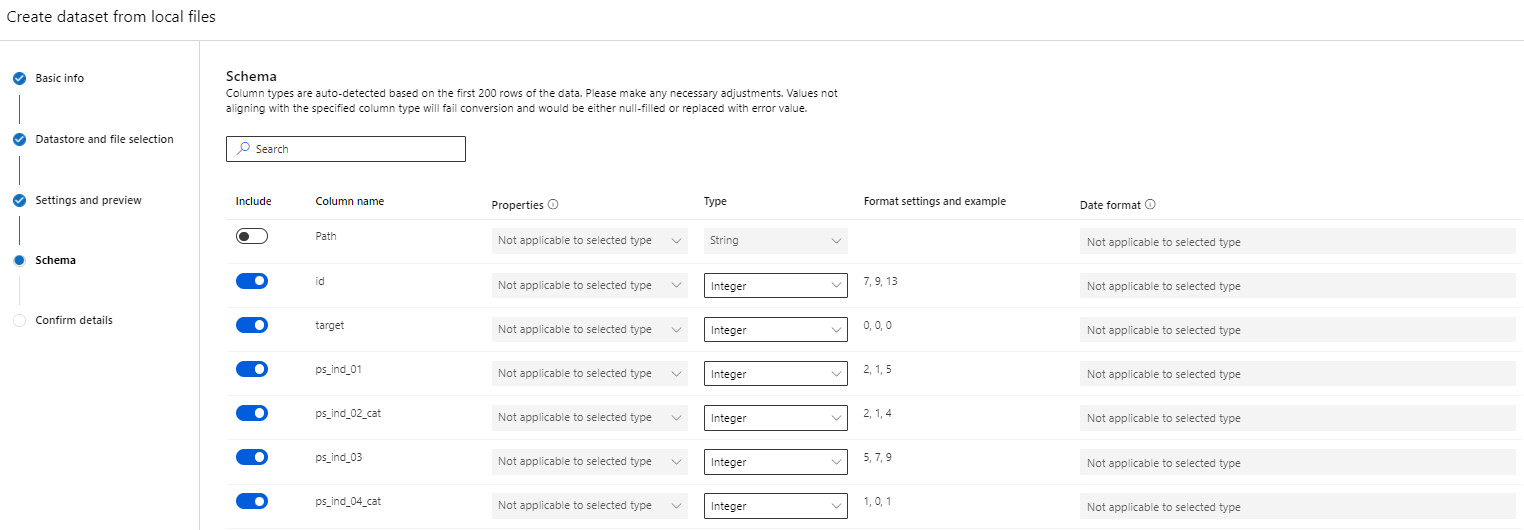 Create dataset from local files
Basic info
Datastore and file selection
Settings and preview
Schema
Confirm details
Schema
Column types are auto-detected based on the first 200 rows of the data. Please make any necessary adjustments. Values not
aligning with the specified column type will fail conversion and would be either null-filled or replaced with error value.
Search
Include Column name Properties Type Format settings and example Date format
Path Not applicable to selected type String Not applicable to selected type
id Not applicable to selected type Integer 7, 9, 13 Not applicable to selected type
target Not applicable to selected type Integer 0, 0, 0 Not applicable to selected type
ps_ind_01 Not applicable to selected type Integer 2, 1, 5 Not applicable to selected type
ps_ind_02_cat Not applicable to selected type Integer 2, 1, 4 Not applicable to selected type
ps_ind_03 Not applicable to selected type Integer 5, 7, 9 Not applicable to selected type
ps_ind_04_cat Not applicable to selected type Integer 1, 0, 1 Not applicable to selected type